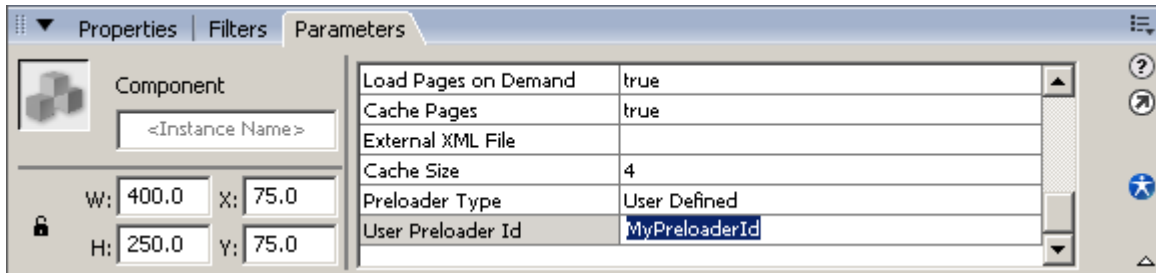 Properties | Filters Parameters
Component
<Instance Name>
W: 400.0 X: 75.0
H: 250.0 Y: 75.0
Load Pages on Demand true
Cache Pages true
External XML File
Cache Size 4
Preloader Type User Defined
User Preloader Id MyPreloaderId